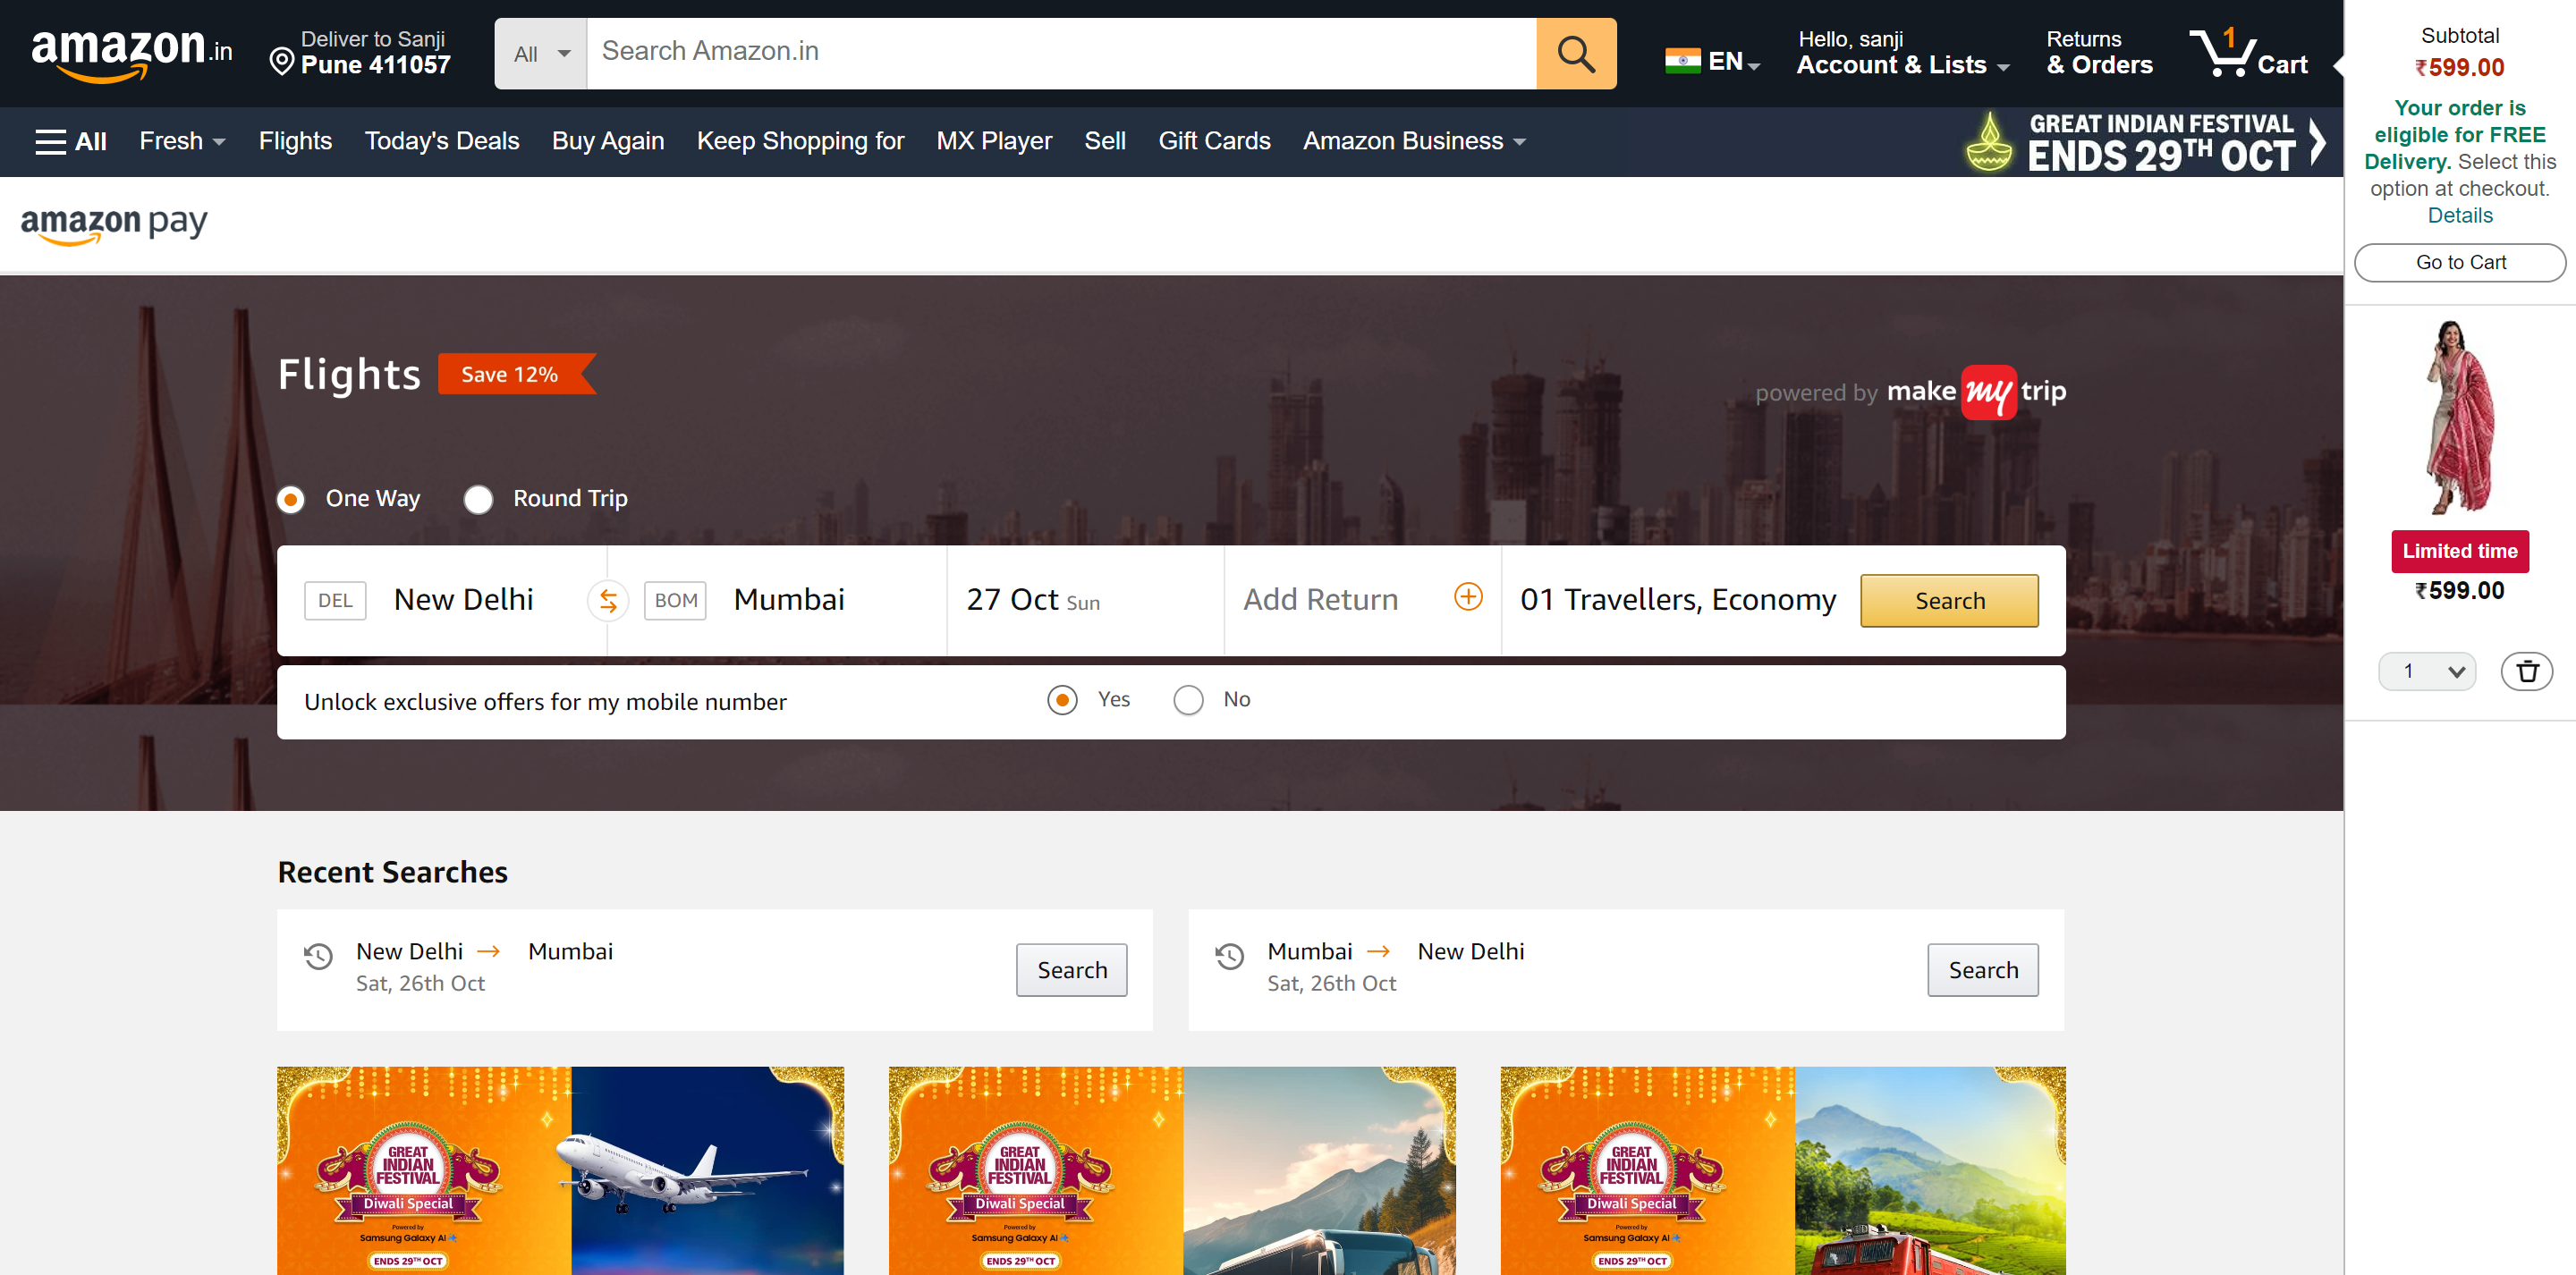 amazon.in
Deliver to Sanji
Pune 411057
All
Search Amazon.in
EN
Hello, sanji
Account & Lists
Returns
& Orders
1
Cart
All
Fresh
Flights
Today's Deals
Buy Again
Keep Shopping for
MX Player
Sell
Gift Cards
Amazon Business
GREAT INDIAN FESTIVAL
ENDS 29TH OCT
Subtotal
₹599.00
Your order is
eligible for FREE
Delivery. Select this
option at checkout.
Details
Go to Cart
Limited time
₹599.00
1
amazon pay
Flights
Save 12%
powered by make my trip
One Way
Round Trip
DEL
New Delhi
BOM
Mumbai
27 Oct Sun
Add Return
01 Travellers, Economy
Search
Unlock exclusive offers for my mobile number
Yes
No
Recent Searches
New Delhi → Mumbai
Sat, 26th Oct
Search
Mumbai → New Delhi
Sat, 26th Oct
Search
GREAT
INDIAN
FESTIVAL
Diwali Special
Powered by
Samsung Galaxy AI
ENDS 29TH OCT
GREAT
INDIAN
FESTIVAL
Diwali Special
Powered by
Samsung Galaxy AI
ENDS 29TH OCT
GREAT
INDIAN
FESTIVAL
Diwali Special
Powered by
Samsung Galaxy AI
ENDS 29TH OCT